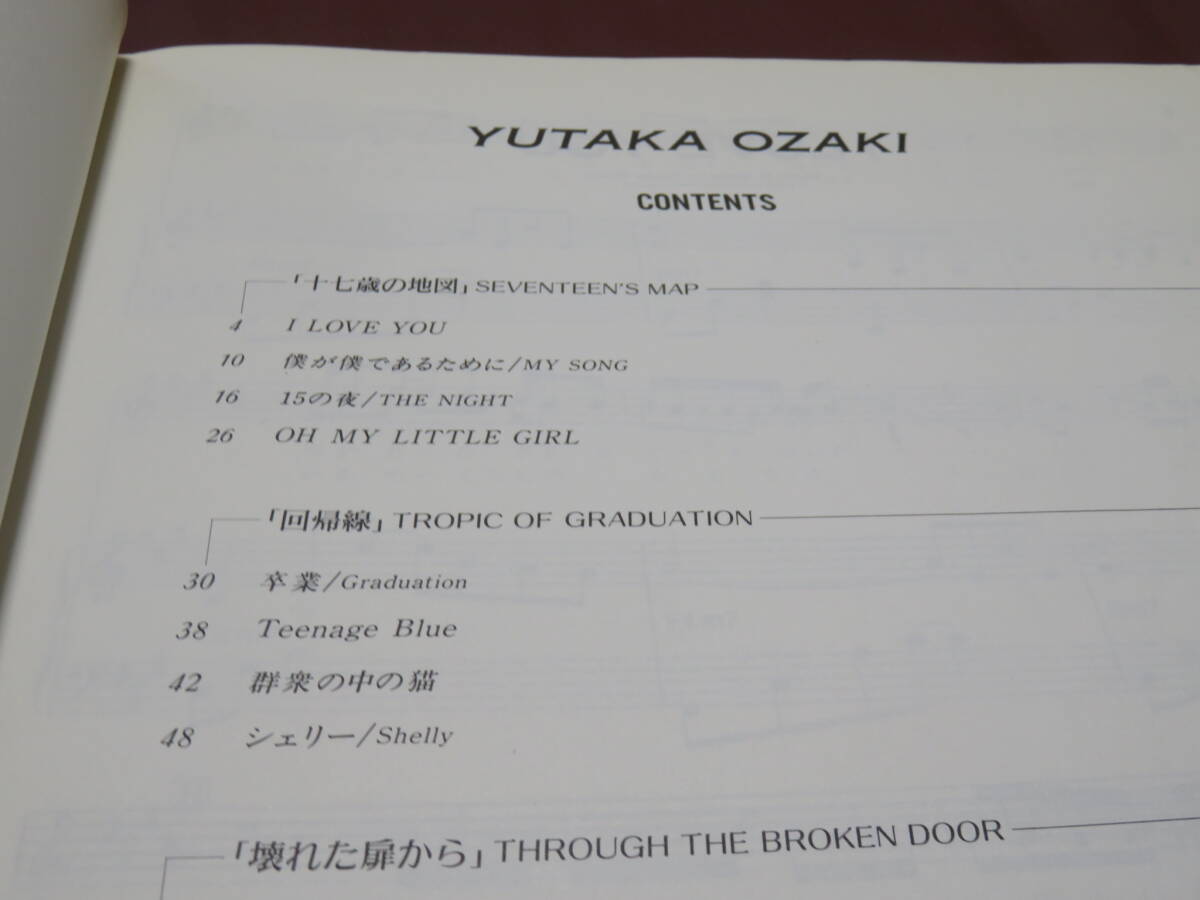 YUTAKA OZAKI
CONTENTS
「十七歳の地図」SEVENTEEN'S MAP
4 I LOVE YOU
10 僕が僕であるために/MY SONG
16 15の夜/THE NIGHT
26 OH MY LITTLE GIRL
「回帰線」TROPIC OF GRADUATION
30 卒業/Graduation
38 Teenage Blue
42 群衆の中の猫
48 シェリー/Shelly
「壊れた扉から」THROUGH THE BROKEN DOOR